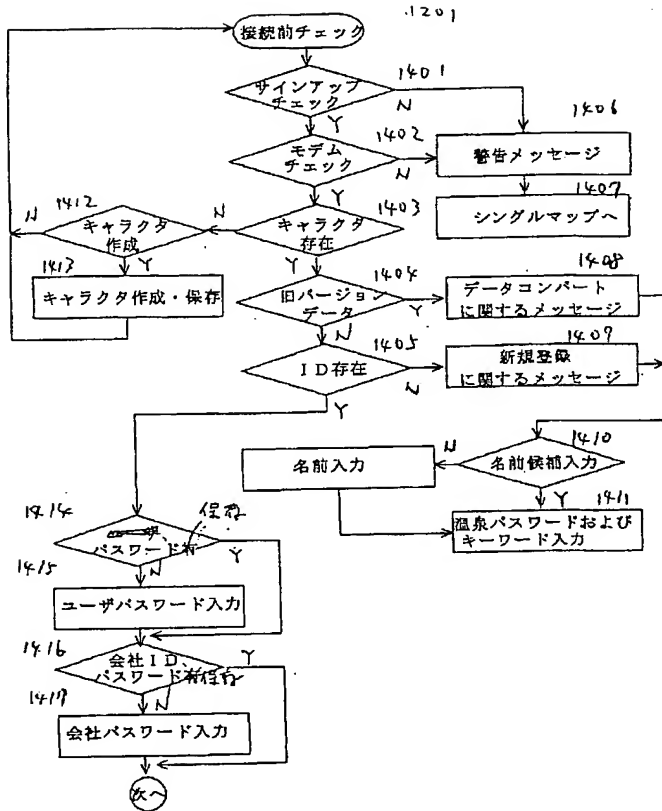 1201
接続前チェック
1401
サインアップ
チェック
N
Y
1406
警告メッセージ
1402
モデム
チェック
N
Y
1407
シングルマップへ
1403
キャラクタ
存在
N
Y
1412
キャラクタ
作成
N
Y
1413
キャラクタ作成・保存
1404
旧バージョン
データ
Y
N
1408
データコンバート
に関するメッセージ
1405
ID存在
N
Y
1409
新規登録
に関するメッセージ
1410
名前候補入力
N
Y
名前入力
1411
温泉パスワードおよび
キーワード入力
1414
保存
パスワード有
Y
N
1415
ユーザパスワード入力
1416
会社ID、
パスワード有保存
Y
N
1417
会社パスワード入力
次へ